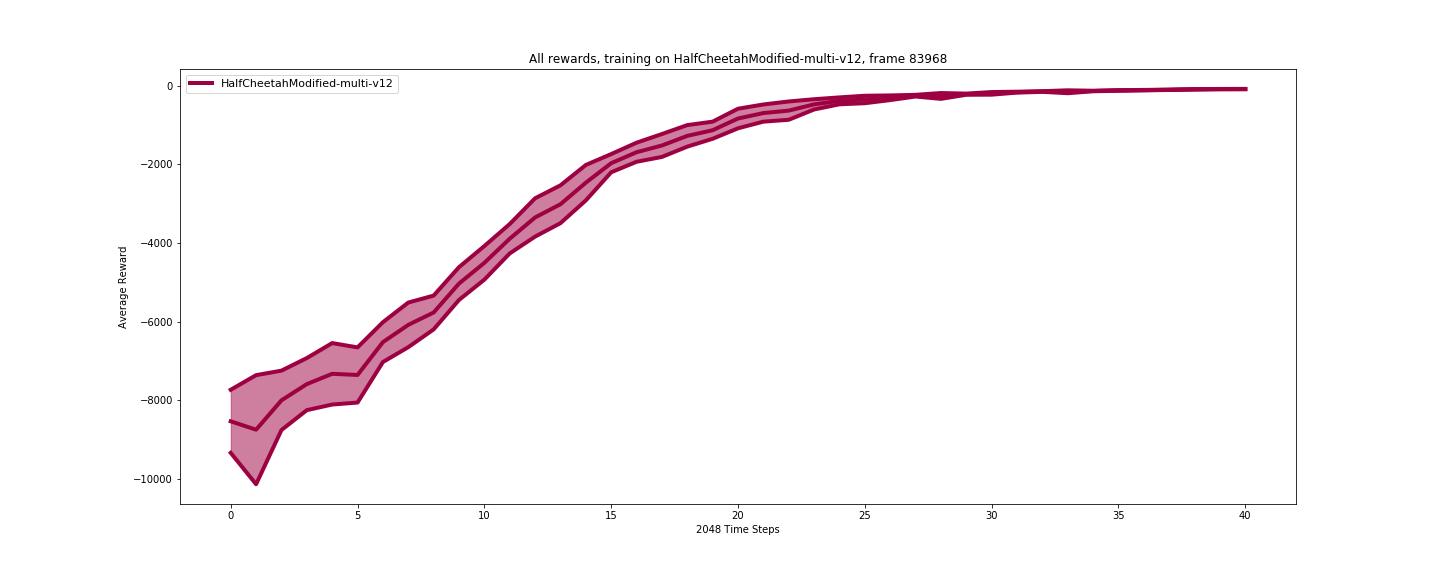 All rewards, training on HalfCheetahModified-multi-v12, frame 83968
HalfCheetahModified-multi-v12
0
−2000
−4000
−6000
−8000
−10000
Average Reward
0 5 10 15 20 25 30 35 40
2048 Time Steps